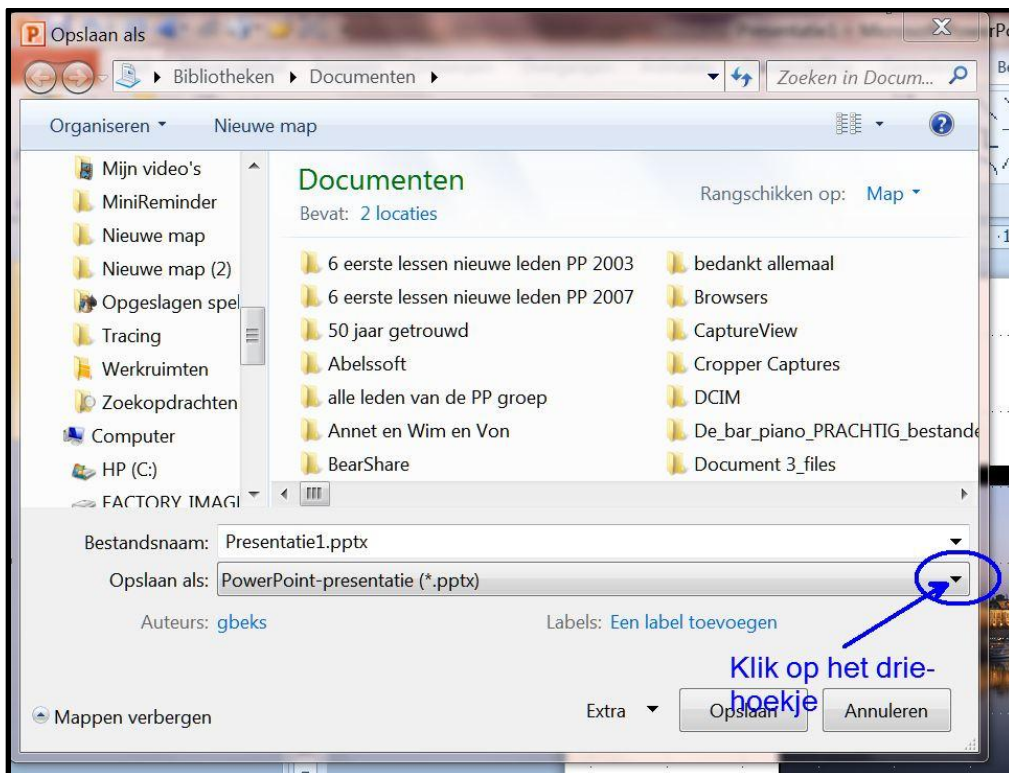 Opslaan als
rPo
Bibliotheken Documenten
Zoeken in Docum...
Organiseren Nieuwe map
Mijn video's
MiniReminder
Nieuwe map
Nieuwe map (2)
Opgeslagen spel
Tracing
Werkruimten
Zoekopdrachten
Computer
HP (C:)
FACTORY IMAGE
Documenten
Bevat: 2 locaties
Rangschikken op: Map
6 eerste lessen nieuwe leden PP 2003
6 eerste lessen nieuwe leden PP 2007
50 jaar getrouwd
Abelssoft
alle leden van de PP groep
Annet en Wim en Von
BearShare
bedankt allemaal
Browsers
CaptureView
Cropper Captures
DCIM
De_bar_piano_PRACHTIG_bestande
Document 3_files
Bestandsnaam: Presentatie1.pptx
Opslaan als: PowerPoint-presentatie (*.pptx)
Auteurs: gbeks Labels: Een label toevoegen
Klik op het drie-
hoekje
Mappen verbergen
Extra Opslaan Annuleren